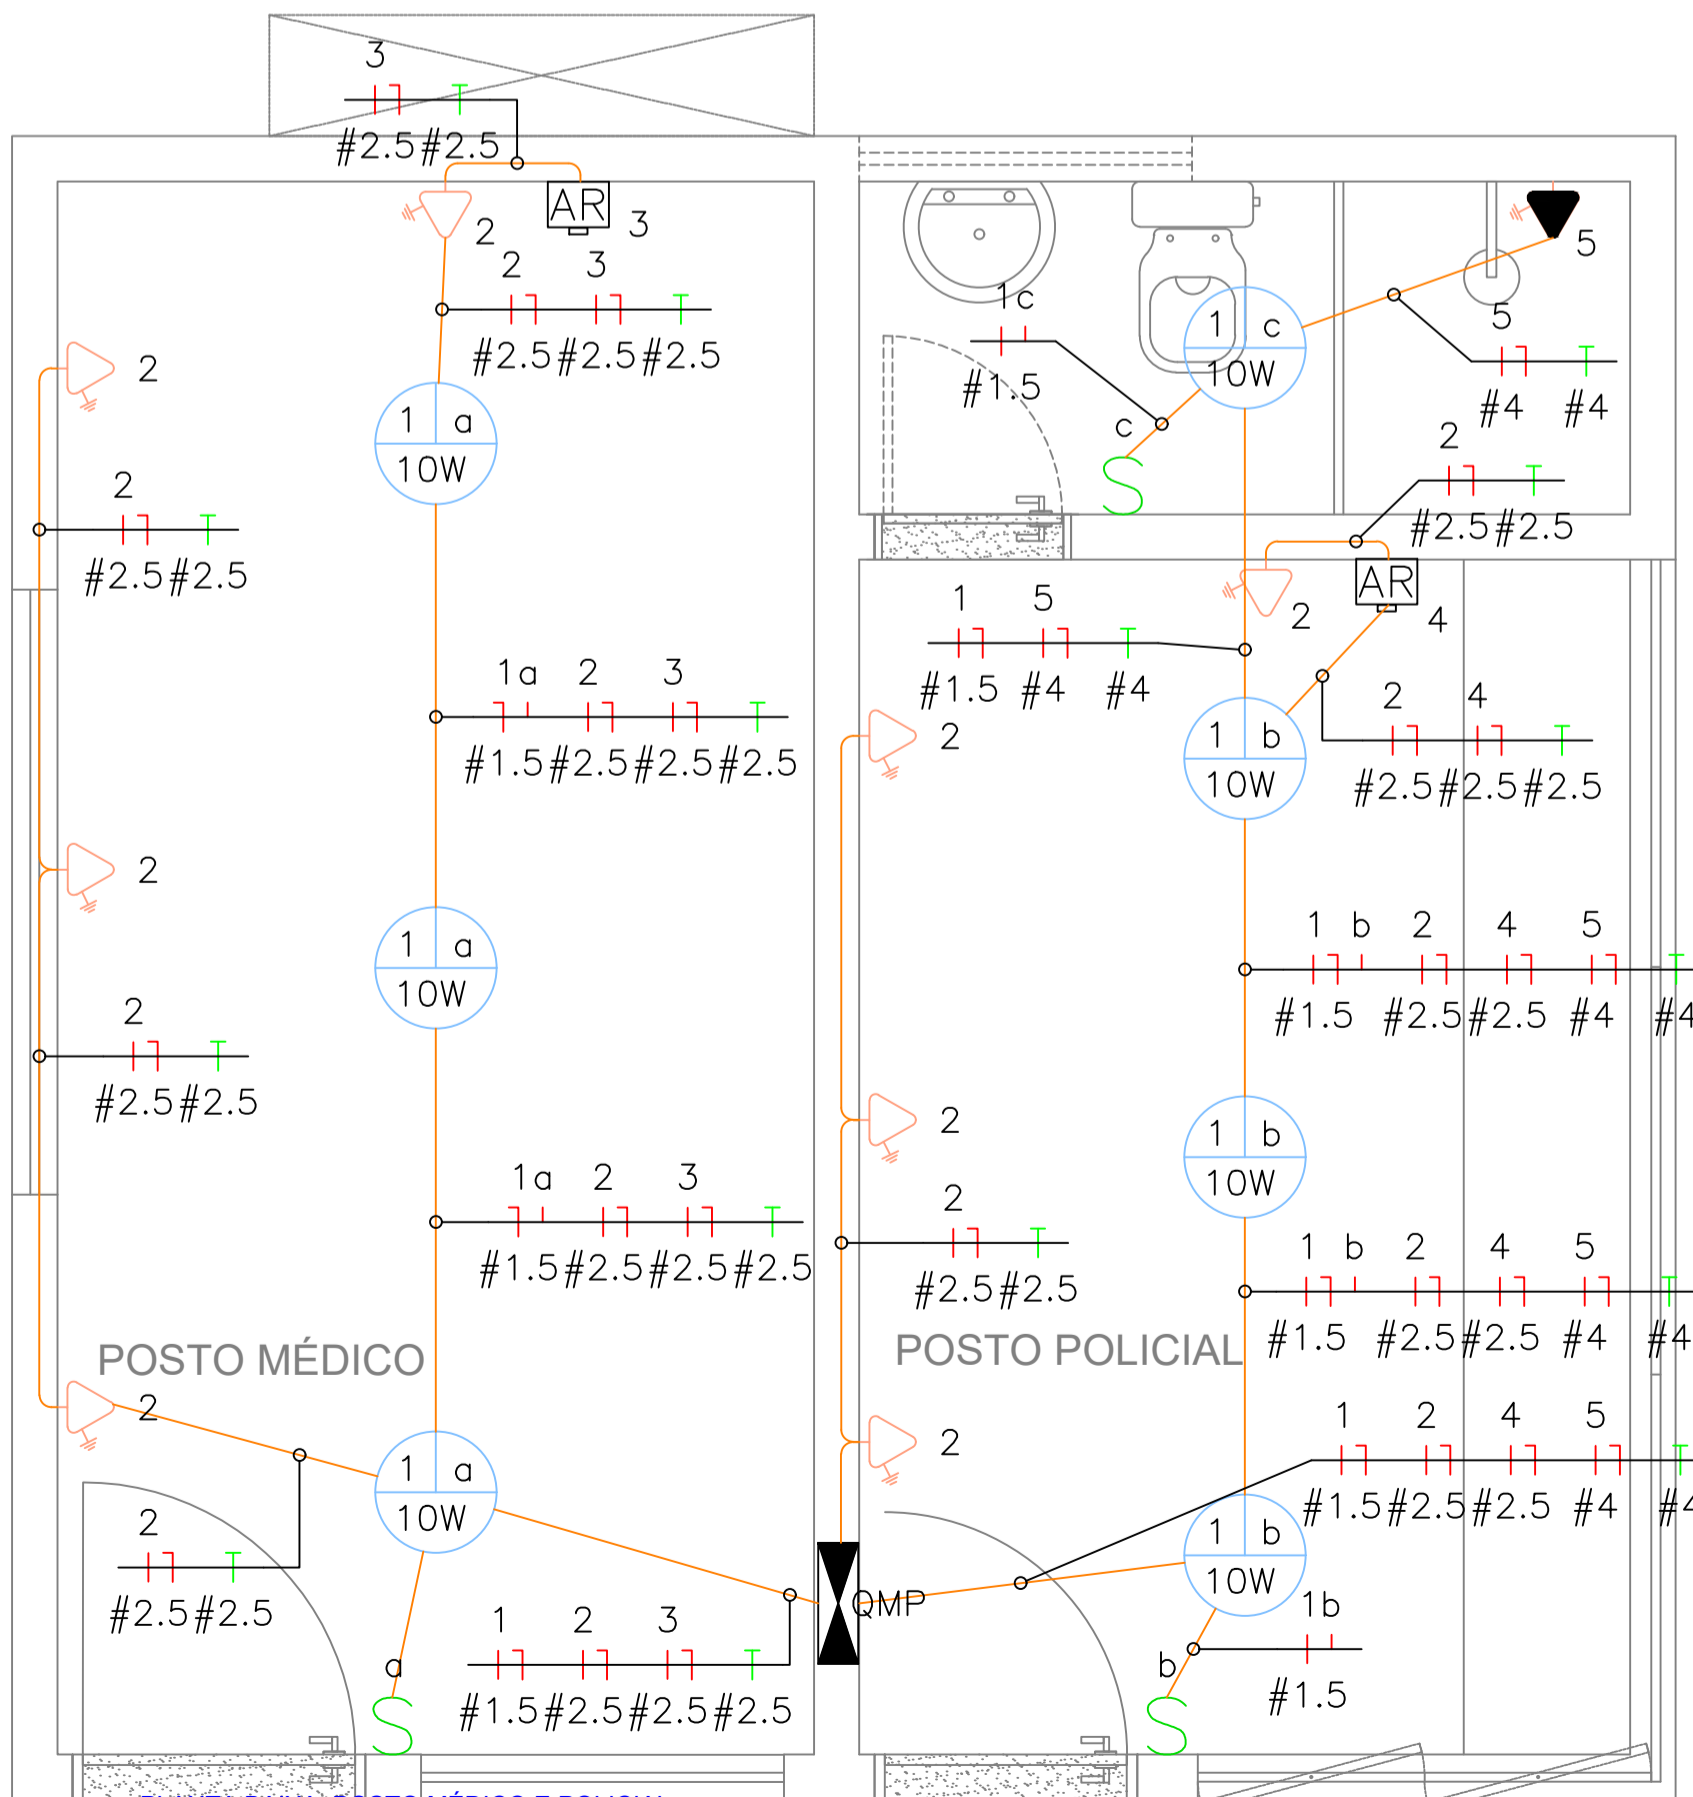 3
#2.5 #2.5
AR
2
3
2 3
#2.5 #2.5 #2.5
5
1c
#1.5
1 c
10W
5
#4 #4
c
S
2
2
#2.5 #2.5
1 a
10W
2
#2.5 #2.5
AR
2
4
1 5
#1.5 #4 #4
1a 2 3
#1.5 #2.5 #2.5 #2.5
2
1 b
10W
2 4
#2.5 #2.5 #2.5
2
1 a
10W
1 b 2 4 5
#1.5 #2.5 #2.5 #4 #4
2
#2.5 #2.5
2
1 b
10W
1a 2 3
#1.5 #2.5 #2.5 #2.5
2
#2.5 #2.5
1 b 2 4 5
#1.5 #2.5 #2.5 #4 #4
POSTO MÉDICO
POSTO POLICIAL
2
2
1 2 4 5
#1.5 #2.5 #2.5 #4 #4
1 a
10W
2
#2.5 #2.5
1 b
10W
QMP
1 2 3
#1.5 #2.5 #2.5 #2.5
a
S
1b
#1.5
b
S